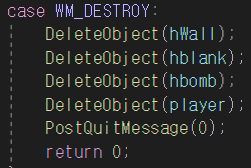 case WM_DESTROY:
DeleteObject(hWall);
DeleteObject(hblank);
DeleteObject(hbomb);
DeleteObject(player);
PostQuitMessage(0);
return 0;